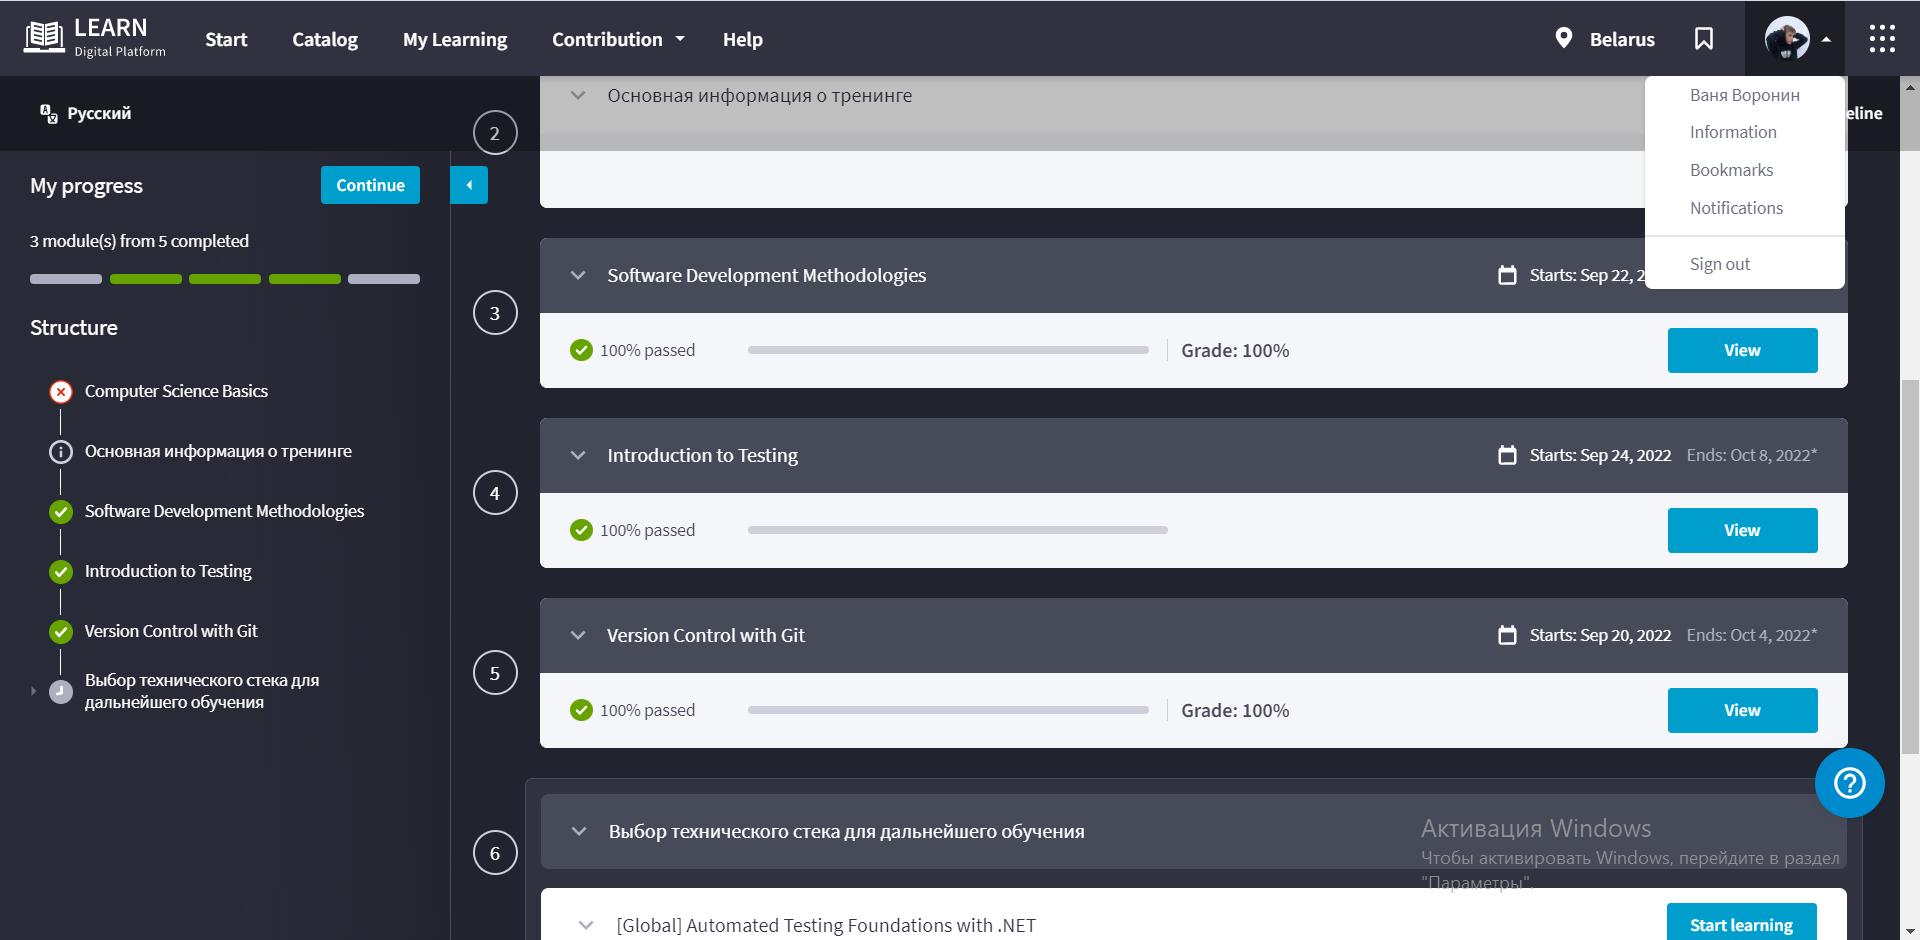 LEARN
Digital Platform
Start
Catalog
My Learning
Contribution
Help
Belarus
Русский
Ваня Воронин
Information
Bookmarks
Notifications
Sign out
eline
My progress
Continue
3 module(s) from 5 completed
Structure
Computer Science Basics
Основная информация о тренинге
Software Development Methodologies
Introduction to Testing
Version Control with Git
Выбор технического стека для
дальнейшего обучения
2
Основная информация о тренинге
3
Software Development Methodologies
Starts: Sep 22, 2
100% passed
Grade: 100%
View
4
Introduction to Testing
Starts: Sep 24, 2022 Ends: Oct 8, 2022*
100% passed
View
5
Version Control with Git
Starts: Sep 20, 2022 Ends: Oct 4, 2022*
100% passed
Grade: 100%
View
6
Выбор технического стека для дальнейшего обучения
Активация Windows
Чтобы активировать Windows, перейдите в раздел
"Параметры".
[Global] Automated Testing Foundations with .NET
Start learning